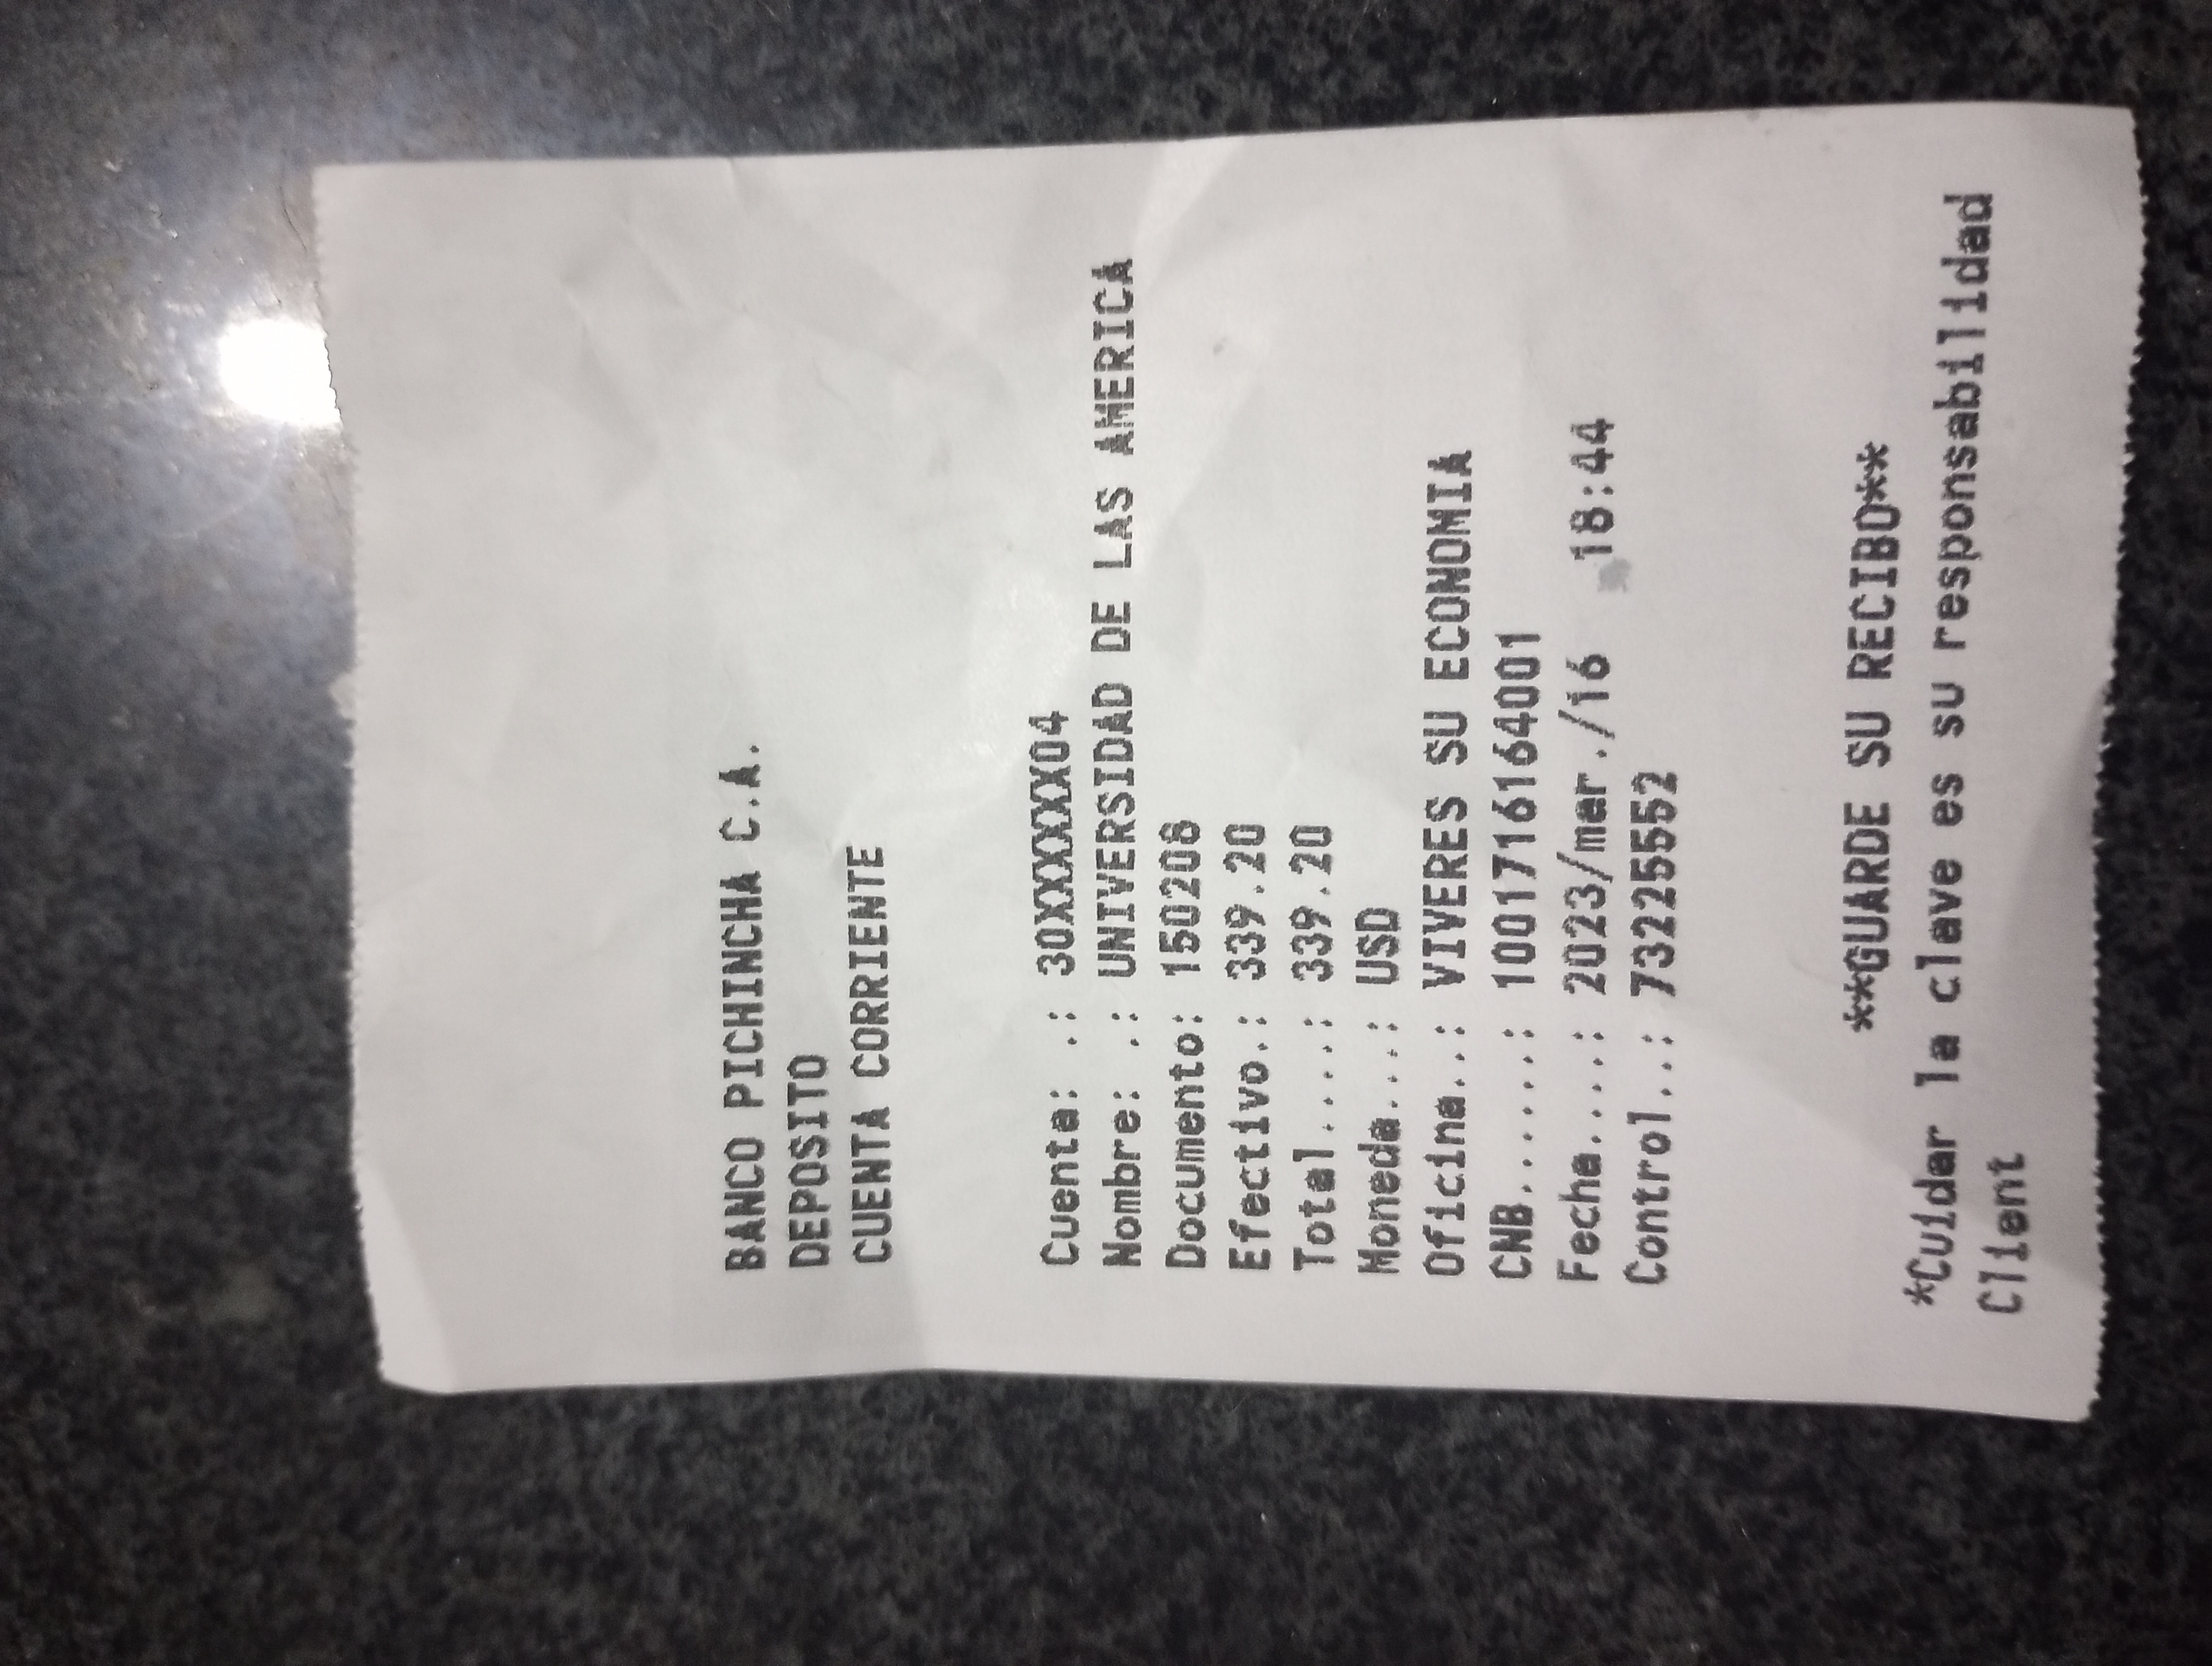 BANCO PICHINCHA C.A.
DEPOSITO
CUENTA CORRIENTE
Cuenta: .: 30XXXXXX04
Nombre: .: UNIVERSIDAD DE LAS AMERICA
Documento: 150208
Efectivo.: 339.20
Total.....: 339.20
Moneda...: USD
Oficina..: VIVERES SU ECONOMIA
CNB......: 1001716164001
Fecha....: 2023/mar./16 18:44
Control..: 73225552
**GUARDE SU RECIBO**
*Cuidar la clave es su responsabilidad
Client